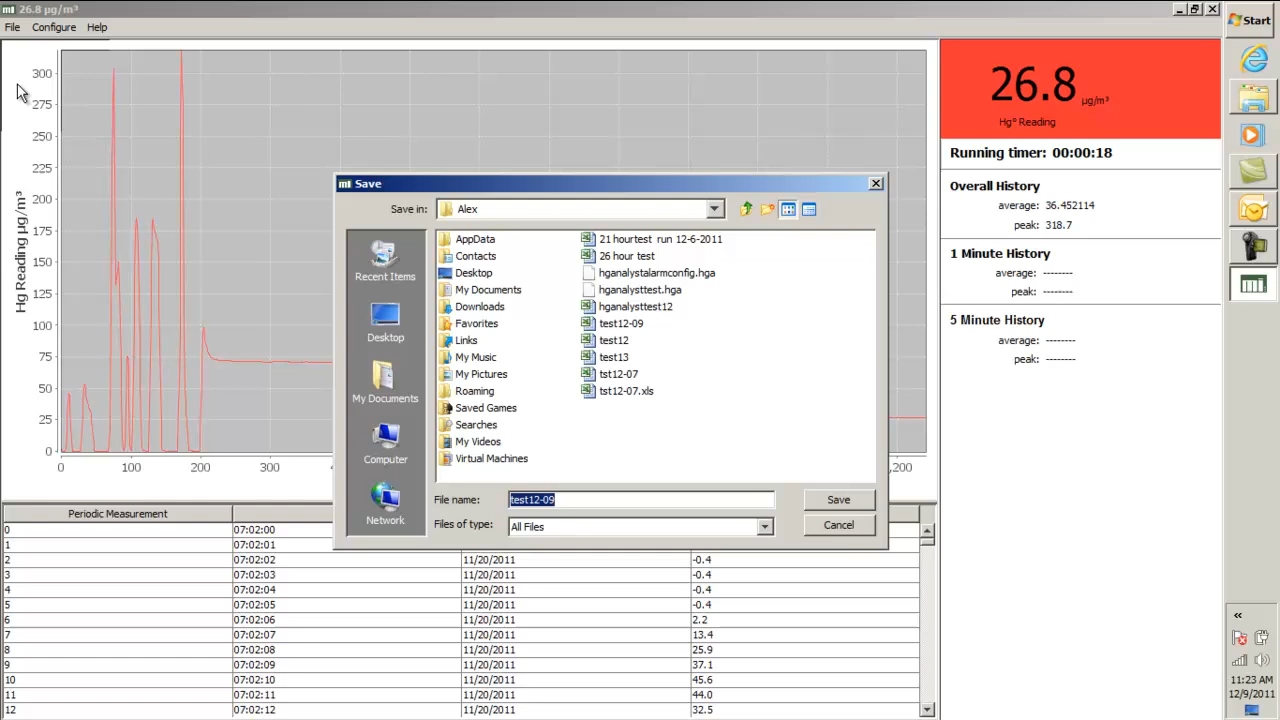 26.8 µg/m³
File Configure Help
Start
300
275
250
225
200
175
150
125
100
75
50
25
0
Hg Reading µg/m³
0 100 200 300 ,200
26.8 µg/m³
Hg° Reading
Running timer: 00:00:18
Overall History
average: 36.452114
peak: 318.7
1 Minute History
average: --------
peak: --------
5 Minute History
average: --------
peak: --------
Save
Save in: Alex
Recent Items
Desktop
My Documents
Computer
Network
AppData
Contacts
Desktop
My Documents
Downloads
Favorites
Links
My Music
My Pictures
Roaming
Saved Games
Searches
My Videos
Virtual Machines
21 hourtest run 12-6-2011
26 hour test
hganalystalarmconfig.hga
hganalysttest.hga
hganalysttest12
test12-09
test12
test13
tst12-07
tst12-07.xls
File name: test12-09 Save
Files of type: All Files Cancel
Periodic Measurement
0 07:02:00
1 07:02:01
2 07:02:02 11/20/2011 -0.4
3 07:02:03 11/20/2011 -0.4
4 07:02:04 11/20/2011 -0.4
5 07:02:05 11/20/2011 -0.4
6 07:02:06 11/20/2011 2.2
7 07:02:07 11/20/2011 13.4
8 07:02:08 11/20/2011 25.9
9 07:02:09 11/20/2011 37.1
10 07:02:10 11/20/2011 45.6
11 07:02:11 11/20/2011 44.0
12 07:02:12 11/20/2011 32.5
11:23 AM
12/9/2011